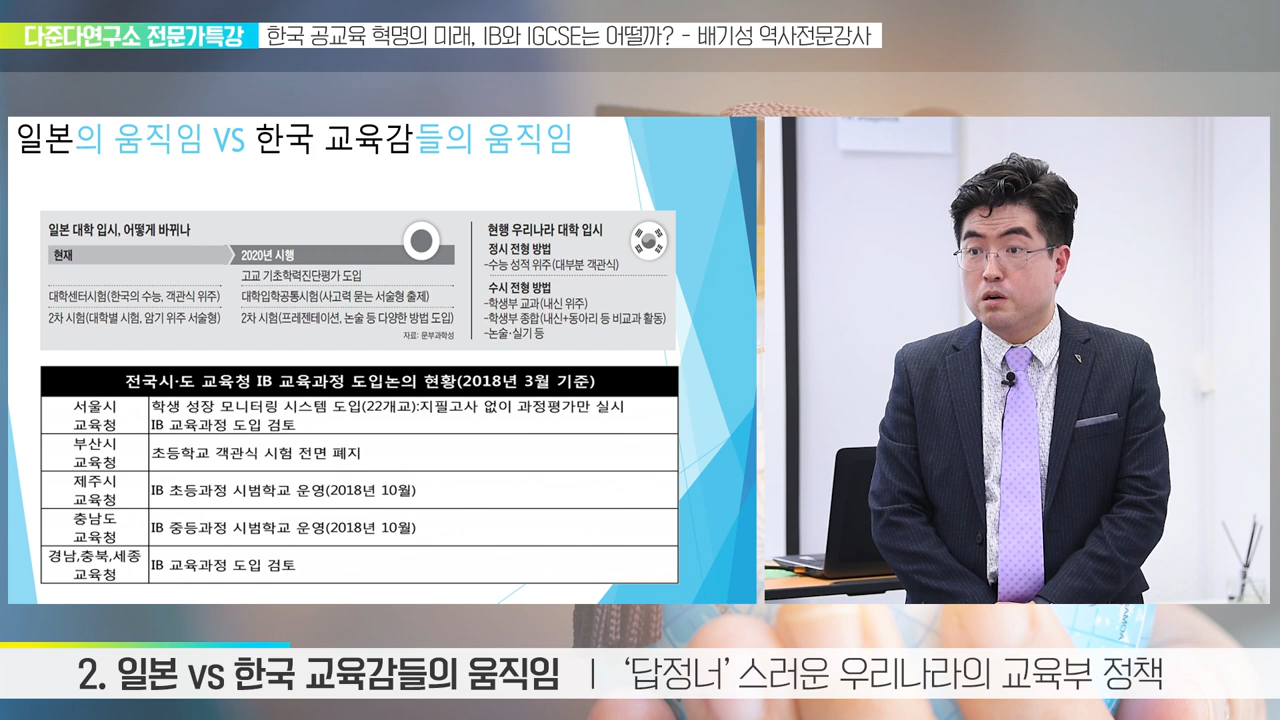 다준다연구소 전문가특강 한국 공교육 혁명의 미래, IB와 IGCSE는 어떨까? - 배기성 역사전문강사
일본의 움직임 VS 한국 교육감들의 움직임
일본 대학 입시, 어떻게 바뀌나
현재 2020년 시행
고교 기초학력진단평가 도입
대학센터시험(한국의 수능, 객관식 위주) 대학입학공통시험(사고력 묻는 서술형 출제)
2차 시험(대학별 시험, 암기 위주 서술형) 2차 시험(프레젠테이션, 논술 등 다양한 방법 도입)
자료: 문부과학성
현행 우리나라 대학 입시
정시 전형 방법
-수능 성적 위주(대부분 객관식)
수시 전형 방법
-학생부 교과(내신 위주)
-학생부 종합(내신+동아리 등 비교과 활동)
-논술·실기 등
전국시·도 교육청 IB 교육과정 도입논의 현황(2018년 3월 기준)
서울시
교육청
학생 성장 모니터링 시스템 도입(22개교):지필고사 없이 과정평가만 실시
IB 교육과정 도입 검토
부산시
교육청
초등학교 객관식 시험 전면 폐지
제주시
교육청
IB 초등과정 시범학교 운영(2018년 10월)
충남도
교육청
IB 중등과정 시범학교 운영(2018년 10월)
경남,충북,세종
교육청
IB 교육과정 도입 검토
SAMOA
2. 일본 vs 한국 교육감들의 움직임 | ‘답정너’ 스러운 우리나라의 교육부 정책